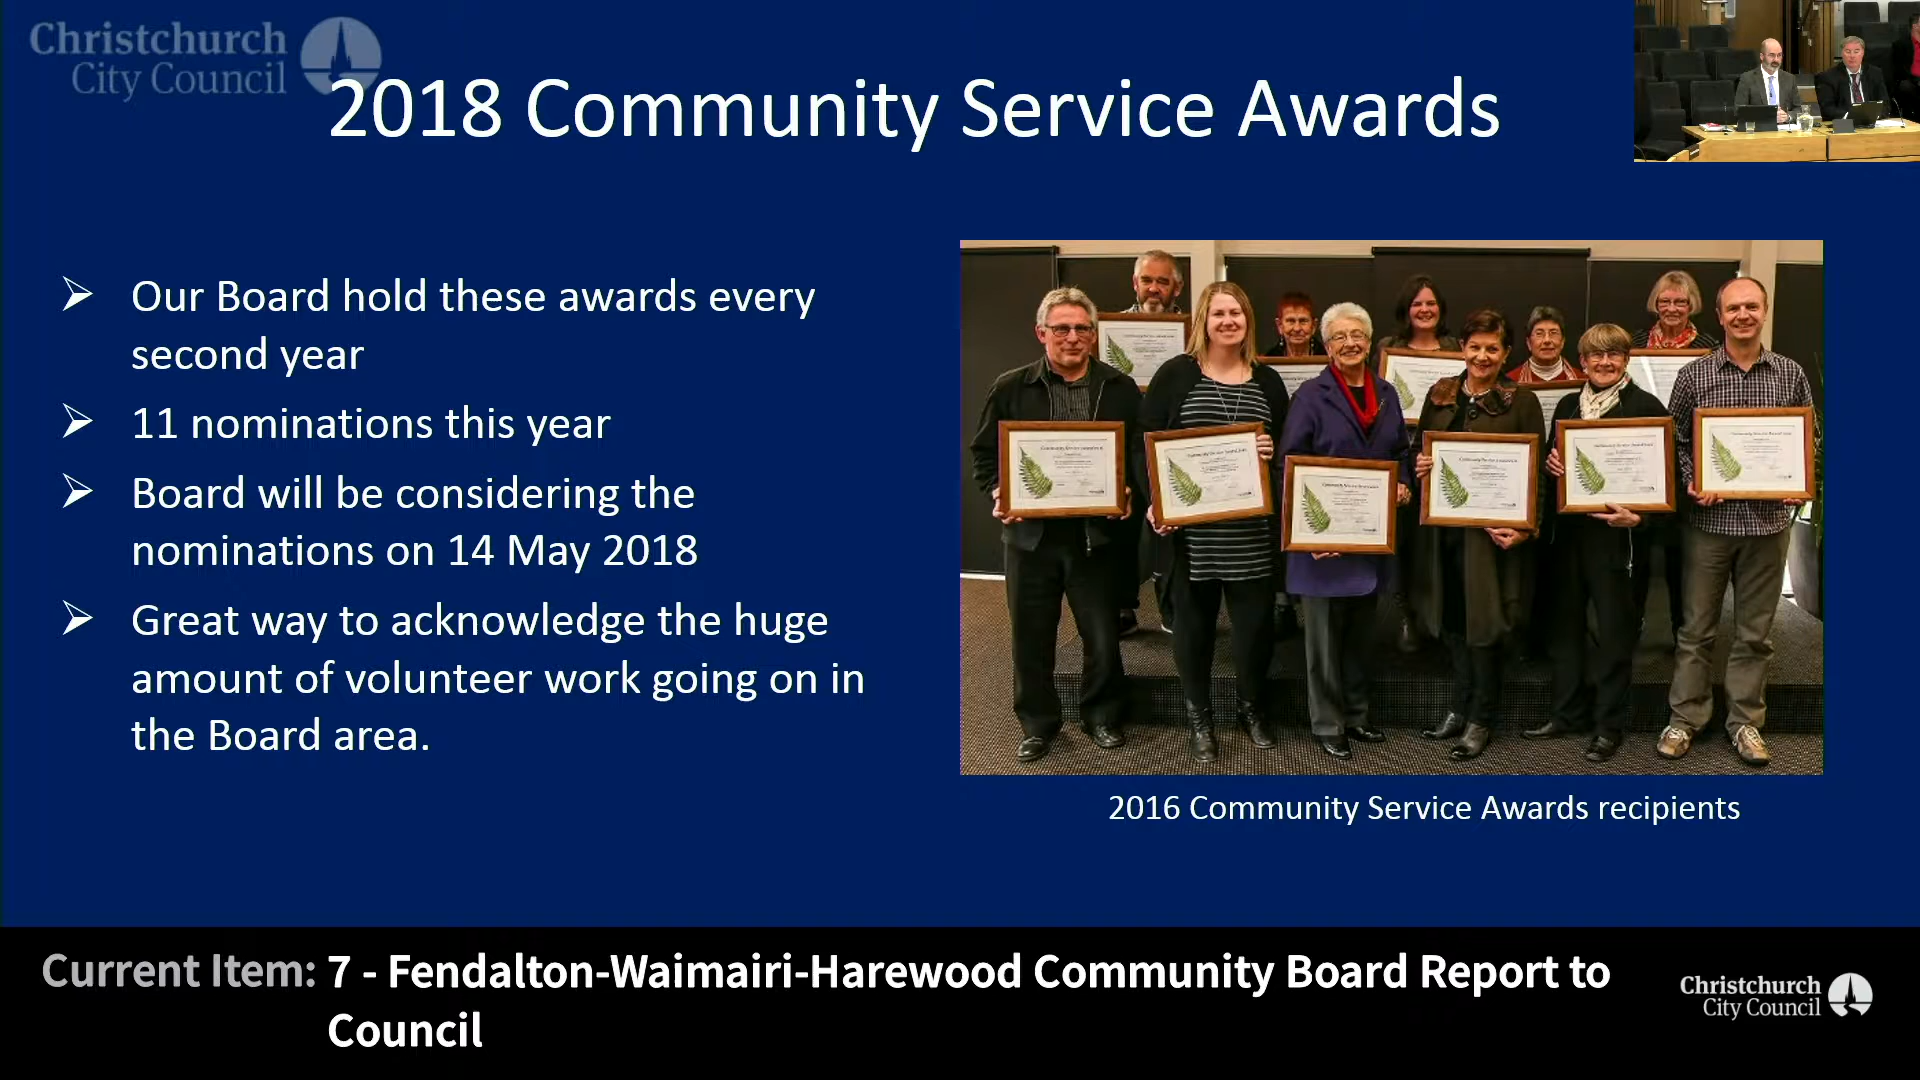 Christchurch
City Council
2018 Community Service Awards
Our Board hold these awards every
second year
11 nominations this year
Board will be considering the
nominations on 14 May 2018
Great way to acknowledge the huge
amount of volunteer work going on in
the Board area.
2016 Community Service Awards recipients
Current Item: 7 - Fendalton-Waimairi-Harewood Community Board Report to
Council
Christchurch
City Council